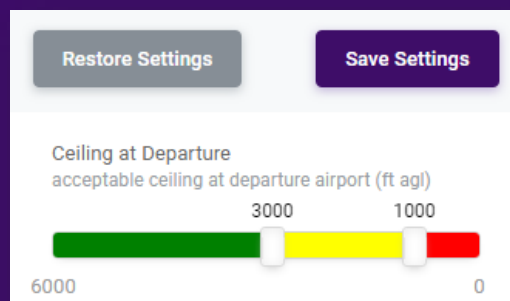 Restore Settings
Save Settings
Ceiling at Departure
acceptable ceiling at departure airport (ft agl)
3000 1000
6000 0